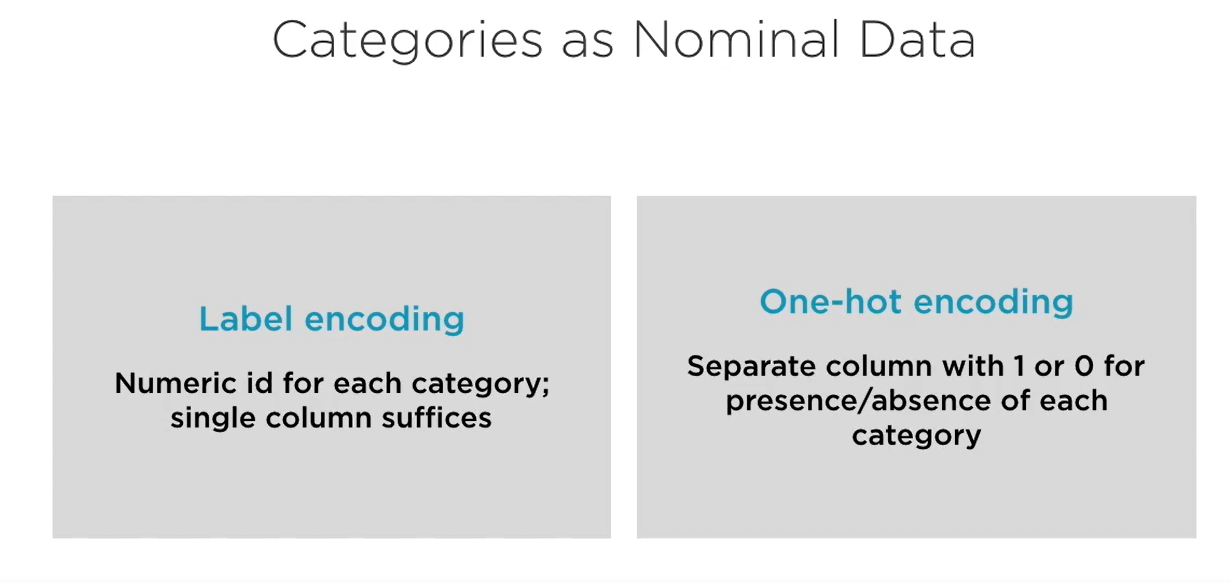 Categories as Nominal Data
Label encoding
Numeric id for each category;
single column suffices
One-hot encoding
Separate column with 1 or 0 for
presence/absence of each
category